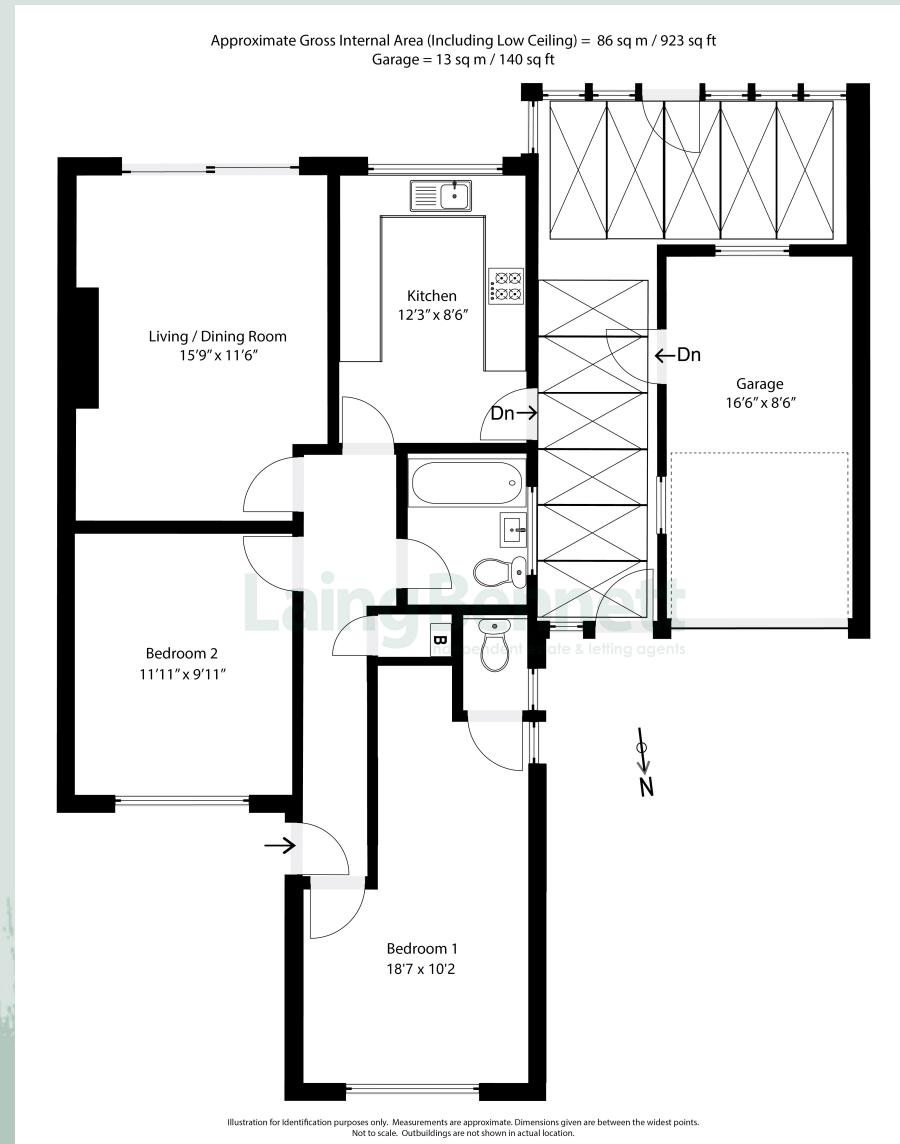 Approximate Gross Internal Area (Including Low Ceiling) = 86 sq m / 923 sq ft
Garage = 13 sq m / 140 sq ft
Kitchen
12'3" x 8'6"
Living / Dining Room
15'9" x 11'6"
Dn
Garage
16'6" x 8'6"
Dn
Laing Bennett
independent estate & letting agents
B
Bedroom 2
11'11" x 9'11"
N
Bedroom 1
18'7 x 10'2
Illustration for Identification purposes only. Measurements are approximate. Dimensions given are between the widest points.
Not to scale. Outbuildings are not shown in actual location.